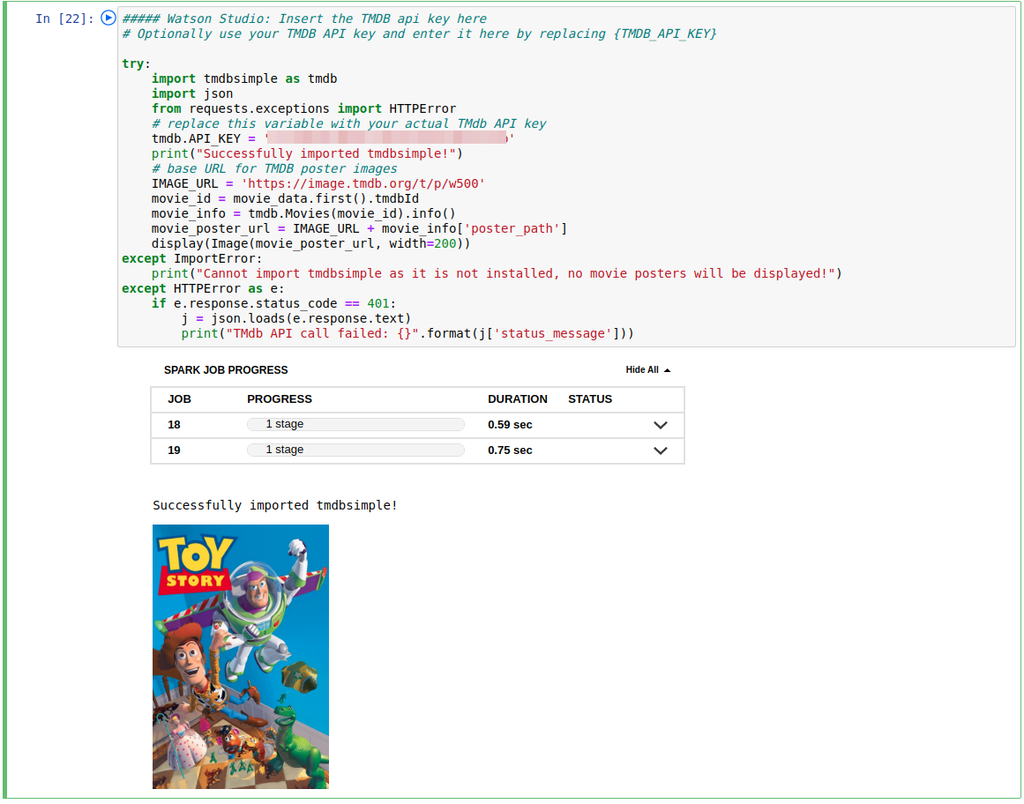 In [22]:
##### Watson Studio: Insert the TMDB api key here
# Optionally use your TMDB API key and enter it here by replacing {TMDB_API_KEY}
try:
    import tmdbsimple as tmdb
    import json
    from requests.exceptions import HTTPError
    # replace this variable with your actual TMdb API key
    tmdb.API_KEY = ' '
    print("Successfully imported tmdbsimple!")
    # base URL for TMDB poster images
    IMAGE_URL = 'https://image.tmdb.org/t/p/w500'
    movie_id = movie_data.first().tmdbId
    movie_info = tmdb.Movies(movie_id).info()
    movie_poster_url = IMAGE_URL + movie_info['poster_path']
    display(Image(movie_poster_url, width=200))
except ImportError:
    print("Cannot import tmdbsimple as it is not installed, no movie posters will be displayed!")
except HTTPError as e:
    if e.response.status_code == 401:
        j = json.loads(e.response.text)
        print("TMdb API call failed: {}".format(j['status_message']))
SPARK JOB PROGRESS Hide All
JOB PROGRESS DURATION STATUS
18 1 stage 0.59 sec
19 1 stage 0.75 sec
Successfully imported tmdbsimple!
TOY
STORY